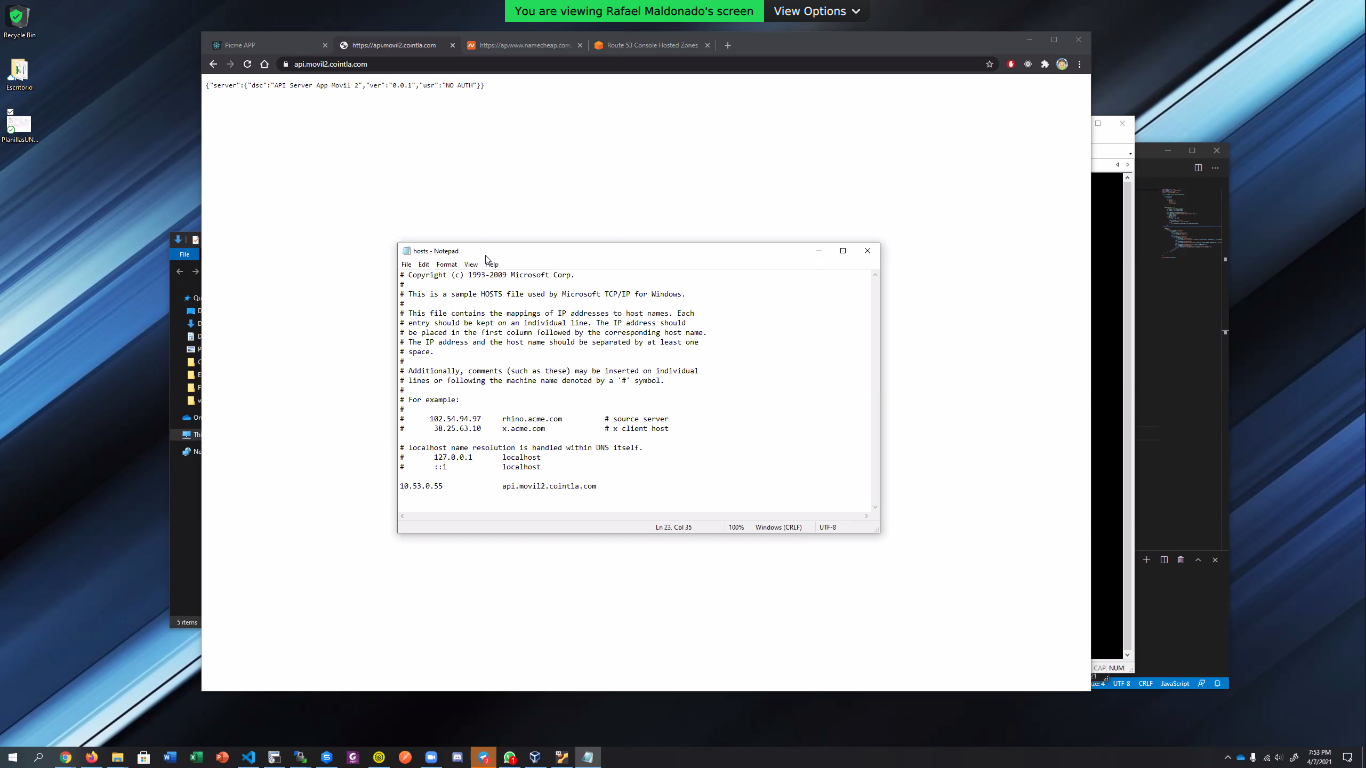 You are viewing Rafael Maldonado's screen
View Options
Recycle Bin
Escritorio
PlanillasUN...
Picme APP
https://api.movil2.cointla.com
https://ap.www.namecheap.com
Route 53 Console Hosted Zones
api.movil2.cointla.com
{"server":{"dsc":"API Server App Movil 2","ver":"0.0.1","usr":"NO AUTH"}}
File
hosts - Notepad
File Edit Format View Help
# Copyright (c) 1993-2009 Microsoft Corp.
#
# This is a sample HOSTS file used by Microsoft TCP/IP for Windows.
#
# This file contains the mappings of IP addresses to host names. Each
# entry should be kept on an individual line. The IP address should
# be placed in the first column followed by the corresponding host name.
# The IP address and the host name should be separated by at least one
# space.
#
# Additionally, comments (such as these) may be inserted on individual
# lines or following the machine name denoted by a '#' symbol.
#
# For example:
#
# 102.54.94.97 rhino.acme.com # source server
# 38.25.63.10 x.acme.com # x client host
# localhost name resolution is handled within DNS itself.
# 127.0.0.1 localhost
# ::1 localhost
10.53.0.55 api.movil2.cointla.com
Ln 23, Col 35 100% Windows (CRLF) UTF-8
5 items
CAP NUM
UTF 8 CRLF JavaScript
7:53 PM
4/7/2021